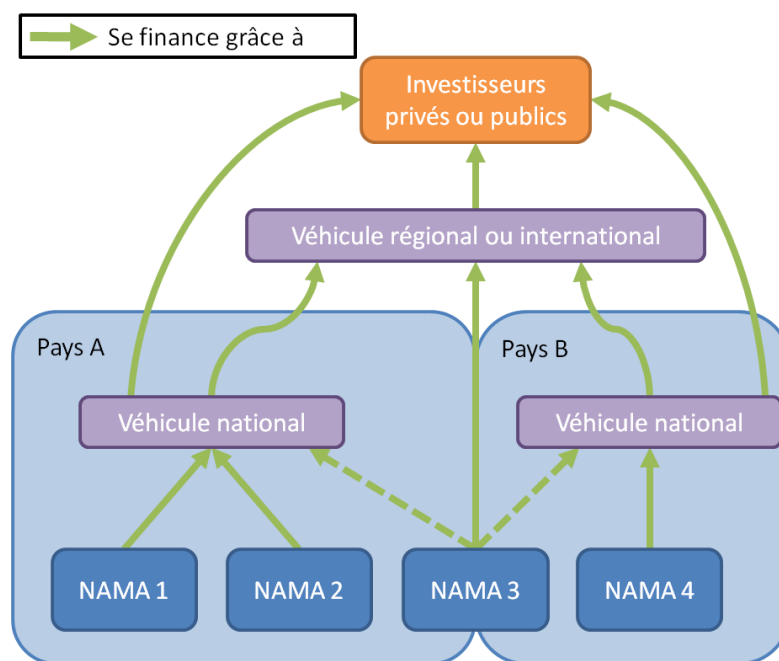 Se finance grâce à
Investisseurs
privés ou publics
Véhicule régional ou international
Pays A
Pays B
Véhicule national
Véhicule national
NAMA 1
NAMA 2
NAMA 3
NAMA 4